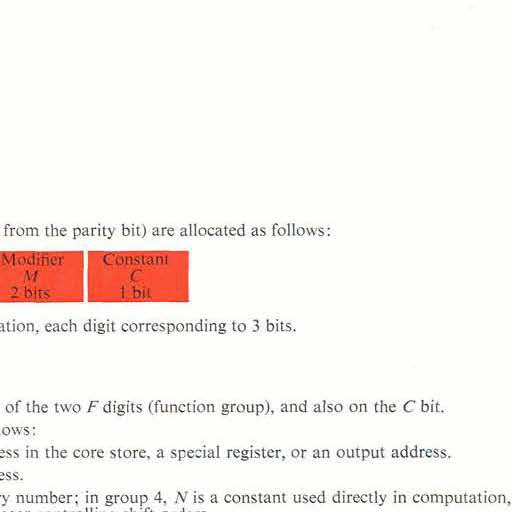 from the parity bit) are allocated as follows:
Modifier Constant
M C
2 bits 1 bit
ation, each digit corresponding to 3 bits.
of the two F digits (function group), and also on the C bit.
ows:
ess in the core store, a special register, or an output address.
ess.
ry number; in group 4, N is a constant used directly in computation,